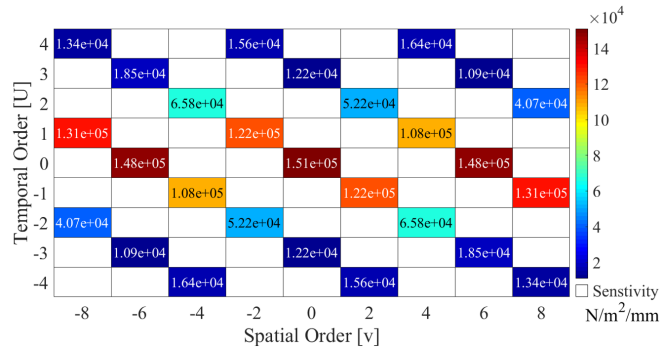 ×10⁴
4 1.34e+04 1.56e+04 1.64e+04
3 1.85e+04 1.22e+04 1.09e+04
2 6.58e+04 5.22e+04 4.07e+04
1 1.31e+05 1.22e+05 1.08e+05
0 1.48e+05 1.51e+05 1.48e+05
-1 1.08e+05 1.22e+05 1.31e+05
-2 4.07e+04 5.22e+04 6.58e+04
-3 1.09e+04 1.22e+04 1.85e+04
-4 1.64e+04 1.56e+04 1.34e+04
-8 -6 -4 -2 0 2 4 6 8
Temporal Order [U]
Spatial Order [v]
14
12
10
8
6
4
2
Senstivity
N/m²/mm